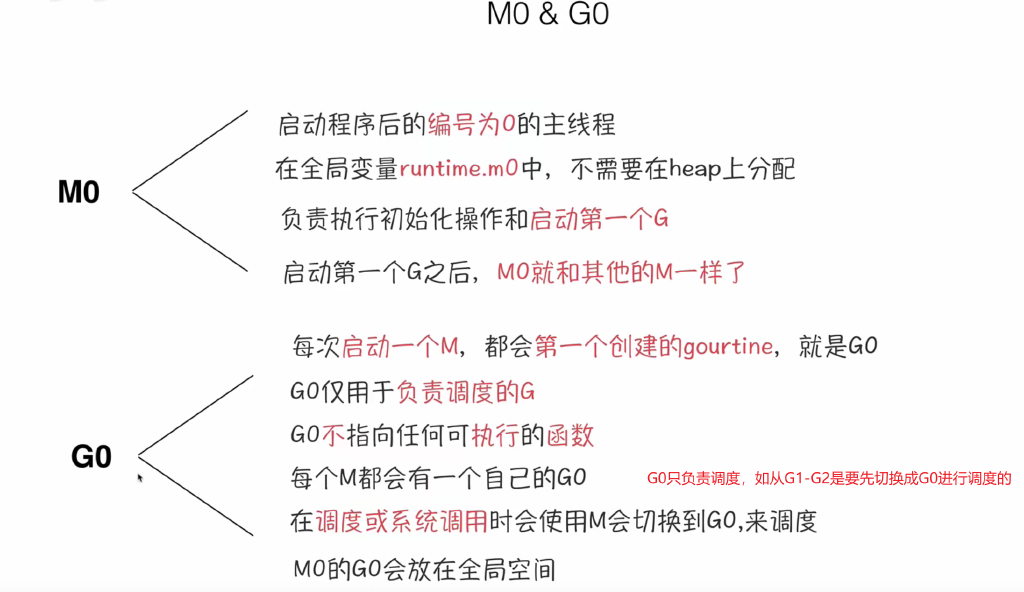 M0 & G0
M0
启动程序后的编号为0的主线程
在全局变量runtime.m0中，不需要在heap上分配
负责执行初始化操作和启动第一个G
启动第一个G之后，M0就和其他的M一样了
G0
每次启动一个M，都会第一个创建的gourtine，就是G0
G0仅用于负责调度的G
G0不指向任何可执行的函数
每个M都会有一个自己的G0
G0只负责调度，如从G1-G2是要先切换成G0进行调度的
在调度或系统调用时会使用M会切换到G0,来调度
M0的G0会放在全局空间